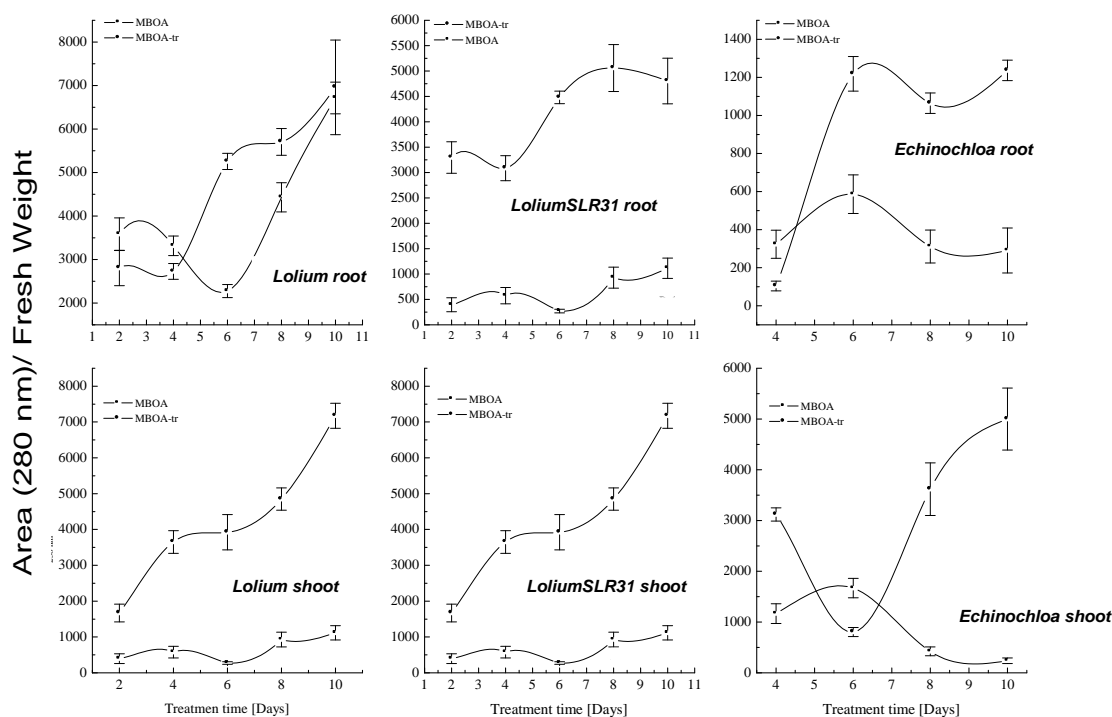 Area (280 nm)/ Fresh Weight
MBOA
MBOA-tr
8000
7000
6000
5000
4000
3000
2000
1 2 3 4 5 6 7 8 9 10 11
Lolium root
MBOA-tr
MBOA
6000
5500
5000
4500
4000
3500
3000
2500
2000
1500
1000
500
0
1 2 3 4 5 6 7 8 9 10 11
LoliumSLR31 root
MBOA
MBOA-tr
1400
1200
1000
800
600
400
200
0
4 5 6 7 8 9 10
Echinochloa root
MBOA
MBOA-tr
8000
7000
6000
5000
4000
3000
2000
1000
0
1 2 3 4 5 6 7 8 9 10 11
Lolium shoot
Treatmen time [Days]
MBOA
MBOA-tr
8000
7000
6000
5000
4000
3000
2000
1000
0
1 2 3 4 5 6 7 8 9 10 11
LoliumSLR31 shoot
Treatment time [Days]
MBOA
MBOA-tr
6000
5000
4000
3000
2000
1000
0
4 5 6 7 8 9 10
Echinochloa shoot
Treatment time [Days]